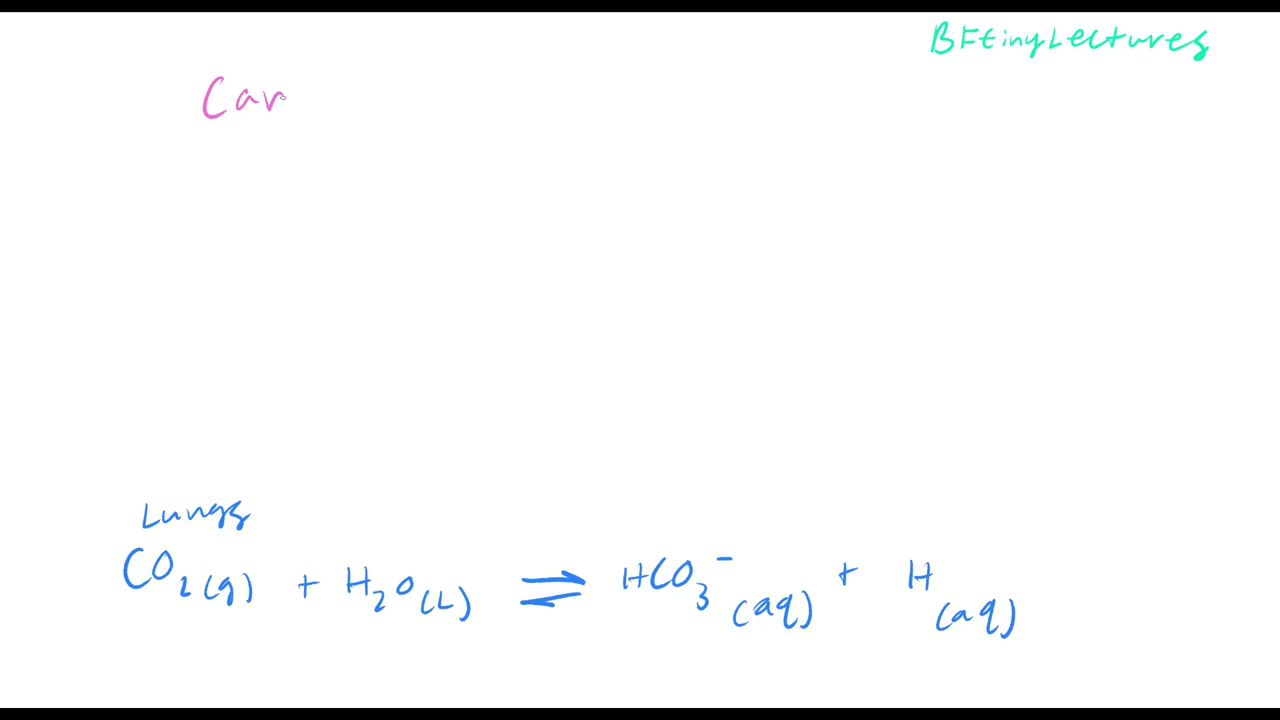 BFtinyLectures
Car
Lungs
CO₂(g) + H₂O(L) ⇌ HCO₃⁻(aq) + H(aq)